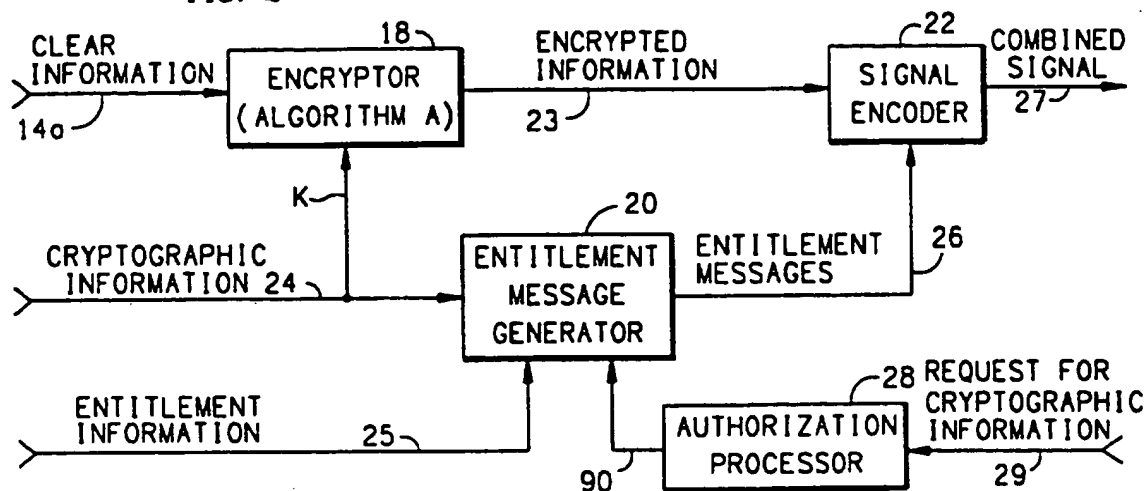 CLEAR
INFORMATION
14a
18
ENCRYPTOR
(ALGORITHM A)
ENCRYPTED
INFORMATION
23
22
SIGNAL
ENCODER
COMBINED
SIGNAL
27
K
CRYPTOGRAPHIC
INFORMATION 24
20
ENTITLEMENT
MESSAGE
GENERATOR
ENTITLEMENT
MESSAGES
26
ENTITLEMENT
INFORMATION
25
90
28
AUTHORIZATION
PROCESSOR
REQUEST FOR
CRYPTOGRAPHIC
INFORMATION
29